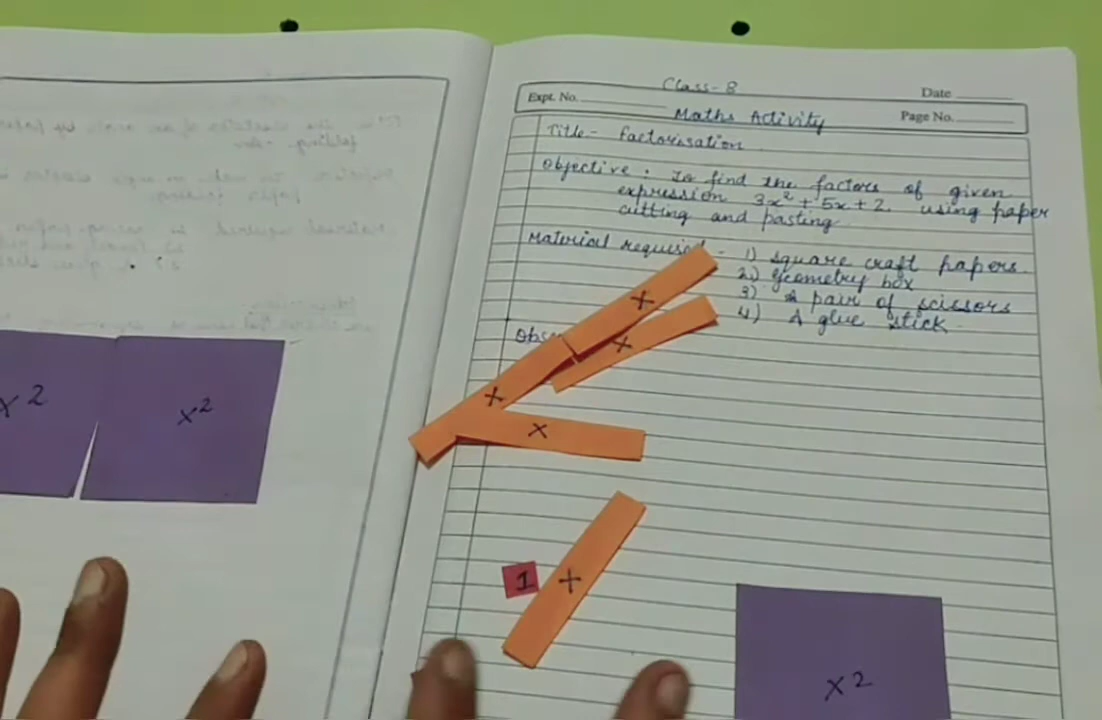 Class-8
Expt. No.
Date
Maths Activity
Page No.
Title - factorisation
Objective : To find the factors of given
expression 3x² + 5x + 2. using paper
cutting and pasting
Material required - 1) square craft papers.
2) geometry box
3) A pair of scissors
4) A glue stick
x
x
x
x
x
1
x²
x²
x²